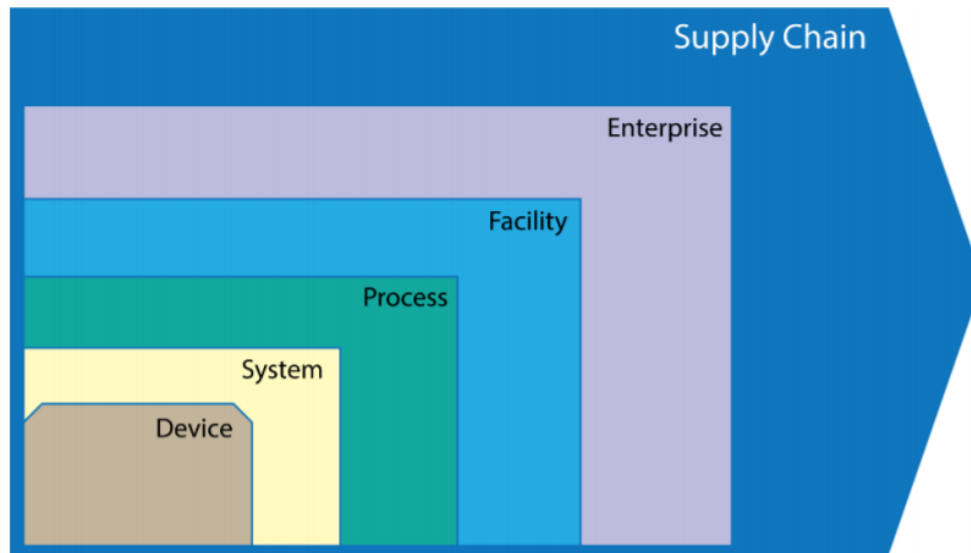 Supply Chain
Enterprise
Facility
Process
System
Device